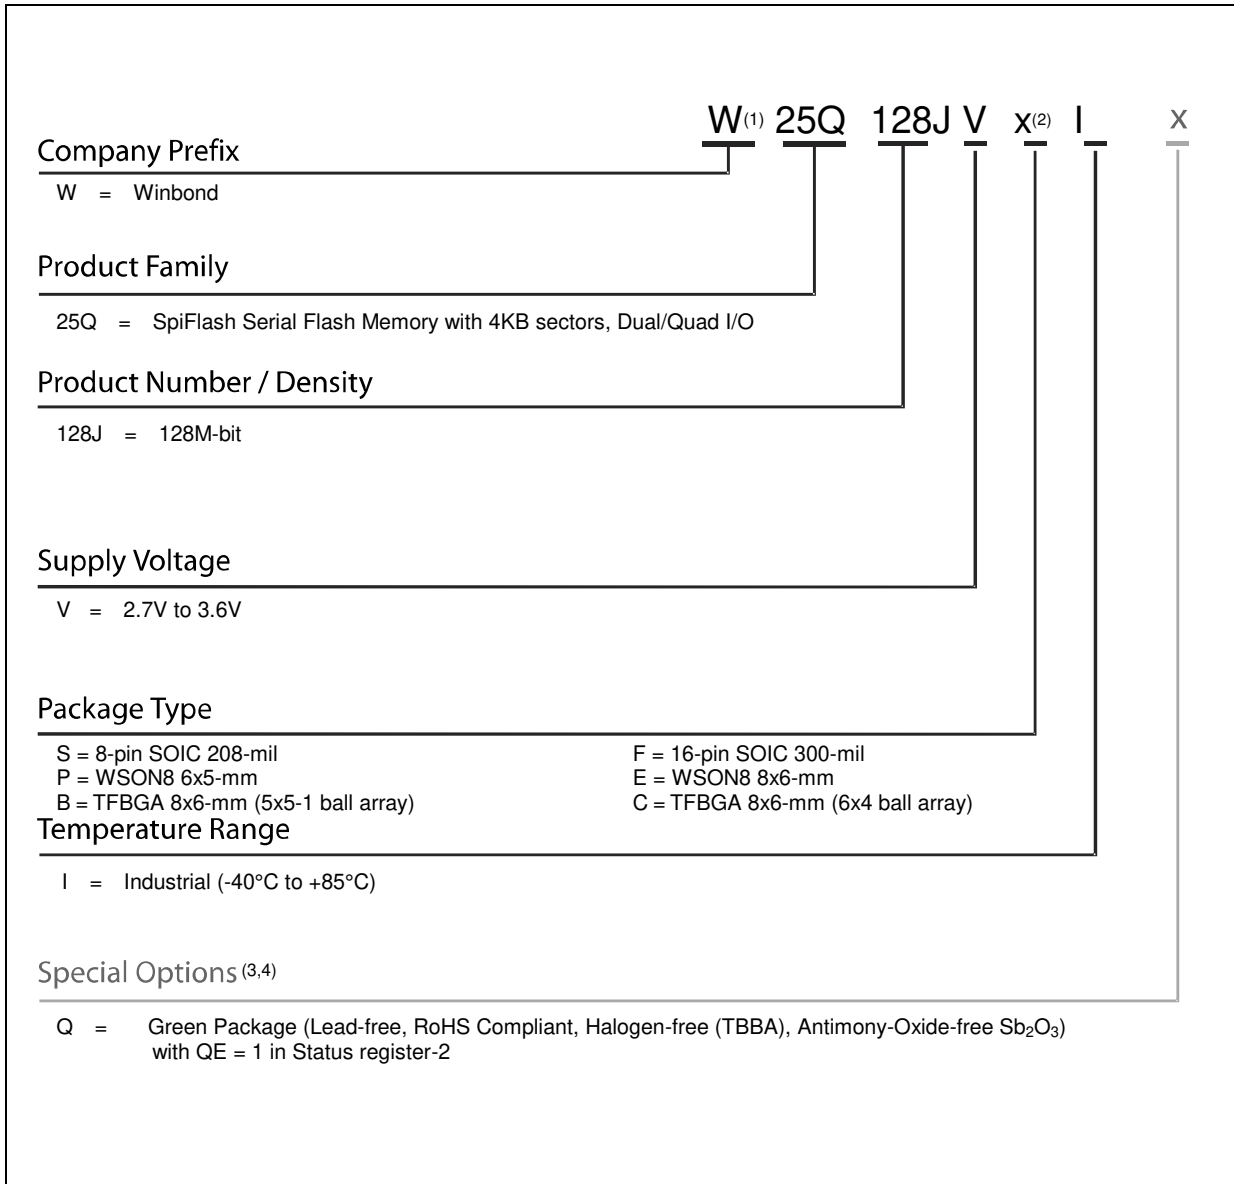 W(1) 25Q 128J V x(2) I x
Company Prefix
W = Winbond
Product Family
25Q = SpiFlash Serial Flash Memory with 4KB sectors, Dual/Quad I/O
Product Number / Density
128J = 128M-bit
Supply Voltage
V = 2.7V to 3.6V
Package Type
S = 8-pin SOIC 208-mil F = 16-pin SOIC 300-mil
P = WSON8 6x5-mm E = WSON8 8x6-mm
B = TFBGA 8x6-mm (5x5-1 ball array) C = TFBGA 8x6-mm (6x4 ball array)
Temperature Range
I = Industrial (-40°C to +85°C)
Special Options (3,4)
Q = Green Package (Lead-free, RoHS Compliant, Halogen-free (TBBA), Antimony-Oxide-free Sb₂O₃)
with QE = 1 in Status register-2